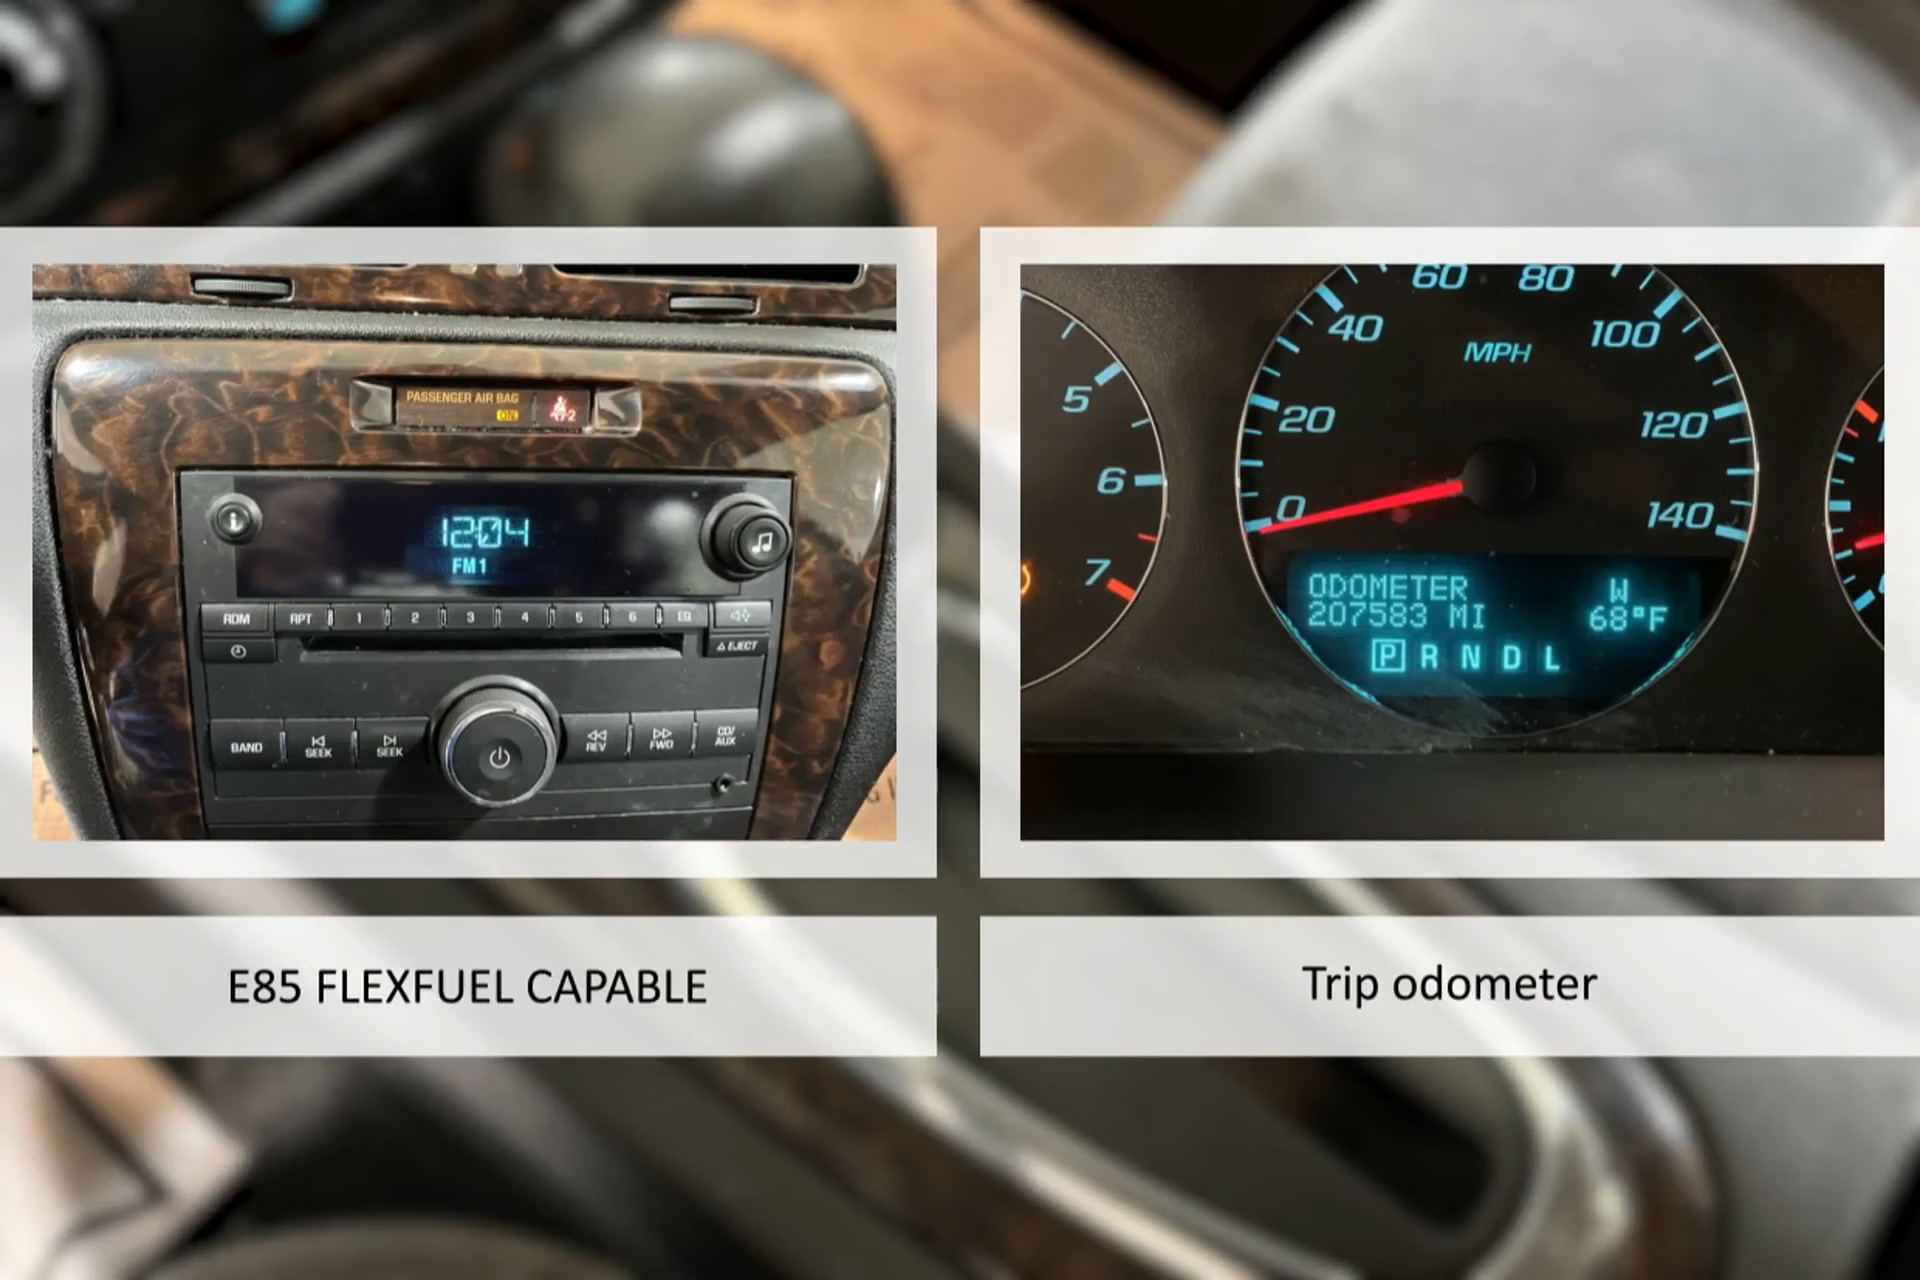 PASSENGER AIR BAG
ON
2
1204
FM1
RDM RPT 1 2 3 4 5 6 EQ
EJECT
BAND SEEK SEEK REV FWD CD/
AUX
60 80
40 MPH 100
5
20 120
6
0 140
7
ODOMETER W
207583 MI 68°F
P R N D L
E85 FLEXFUEL CAPABLE
Trip odometer